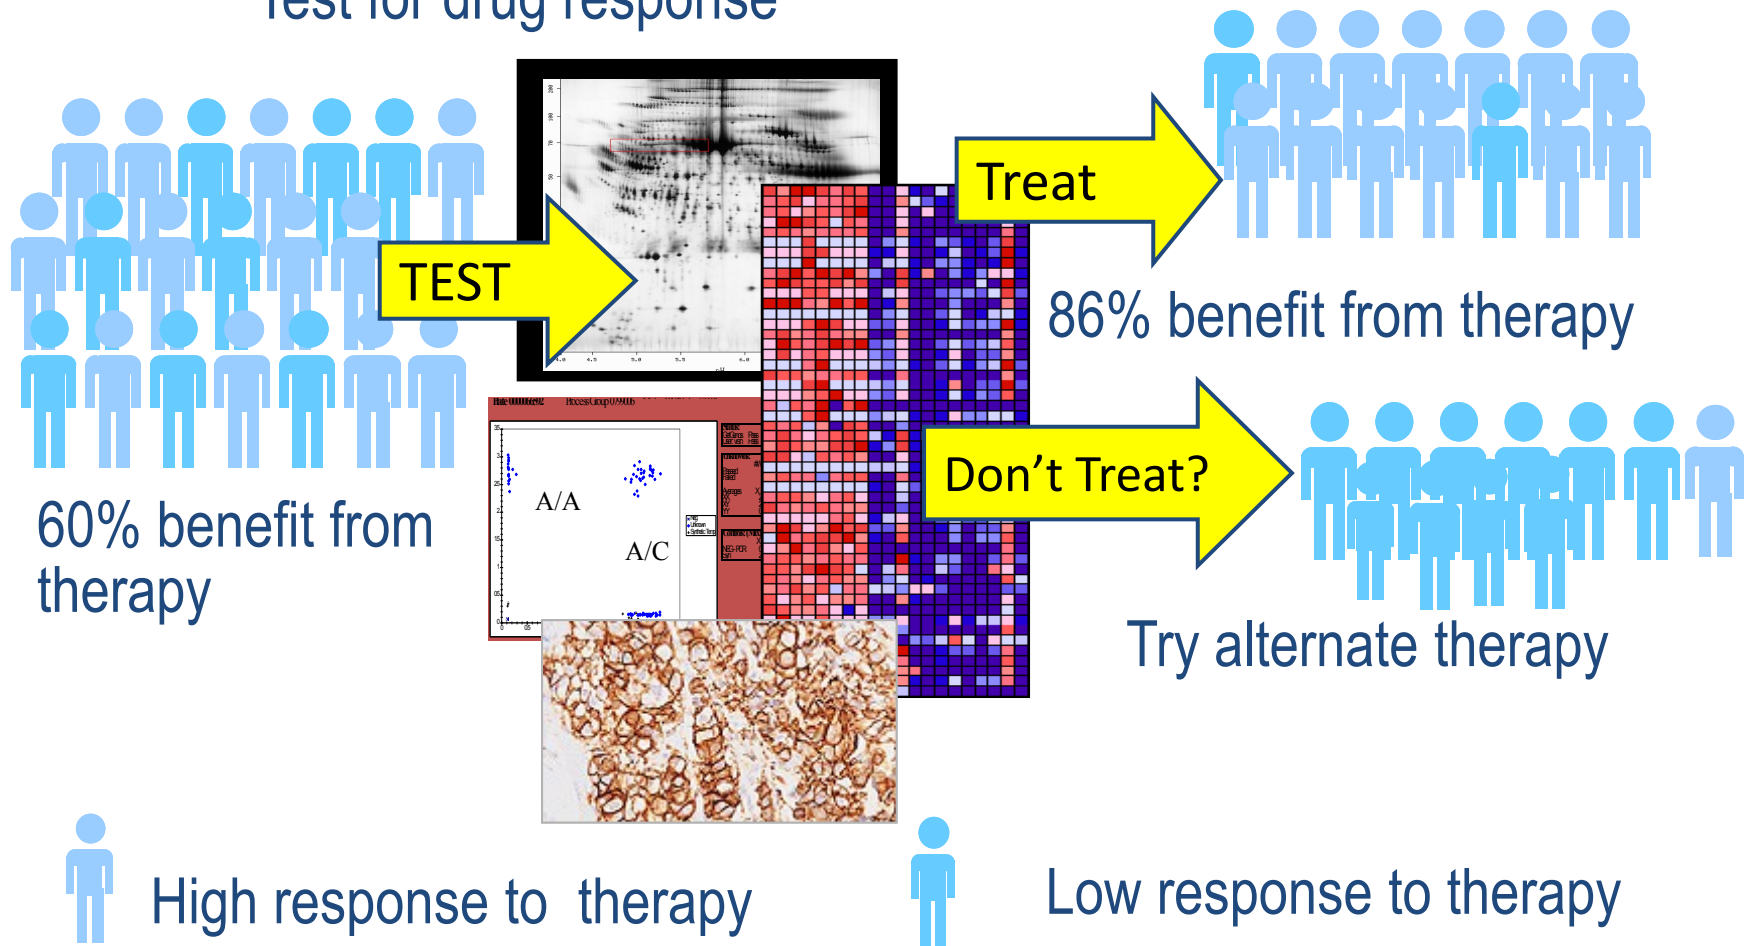 Test for drug response
TEST
Treat
86% benefit from therapy
Don’t Treat?
60% benefit from
therapy
A/A
A/C
Try alternate therapy
High response to therapy
Low response to therapy